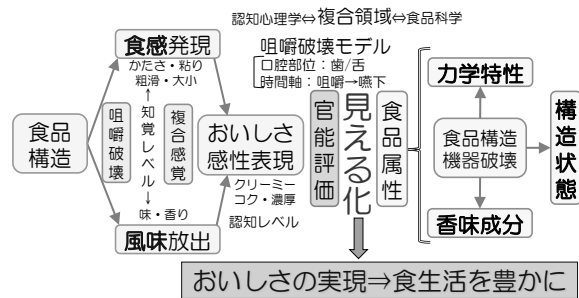 認知心理学⇔複合領域⇔食品科学
食感発現
かたさ・粘り
粗滑・大小
咀嚼破壊モデル
口腔部位：歯/舌
時間軸：咀嚼→嚥下
食品
構造
咀嚼破壊
←知覚レベル→
複合感覚
おいしさ
感性表現
クリーミー
コク・濃厚
認知レベル
味・香り
風味放出
官能評価
見える化
食品属性
力学特性
食品構造
機器破壊
構造状態
香味成分
おいしさの実現⇒食生活を豊かに